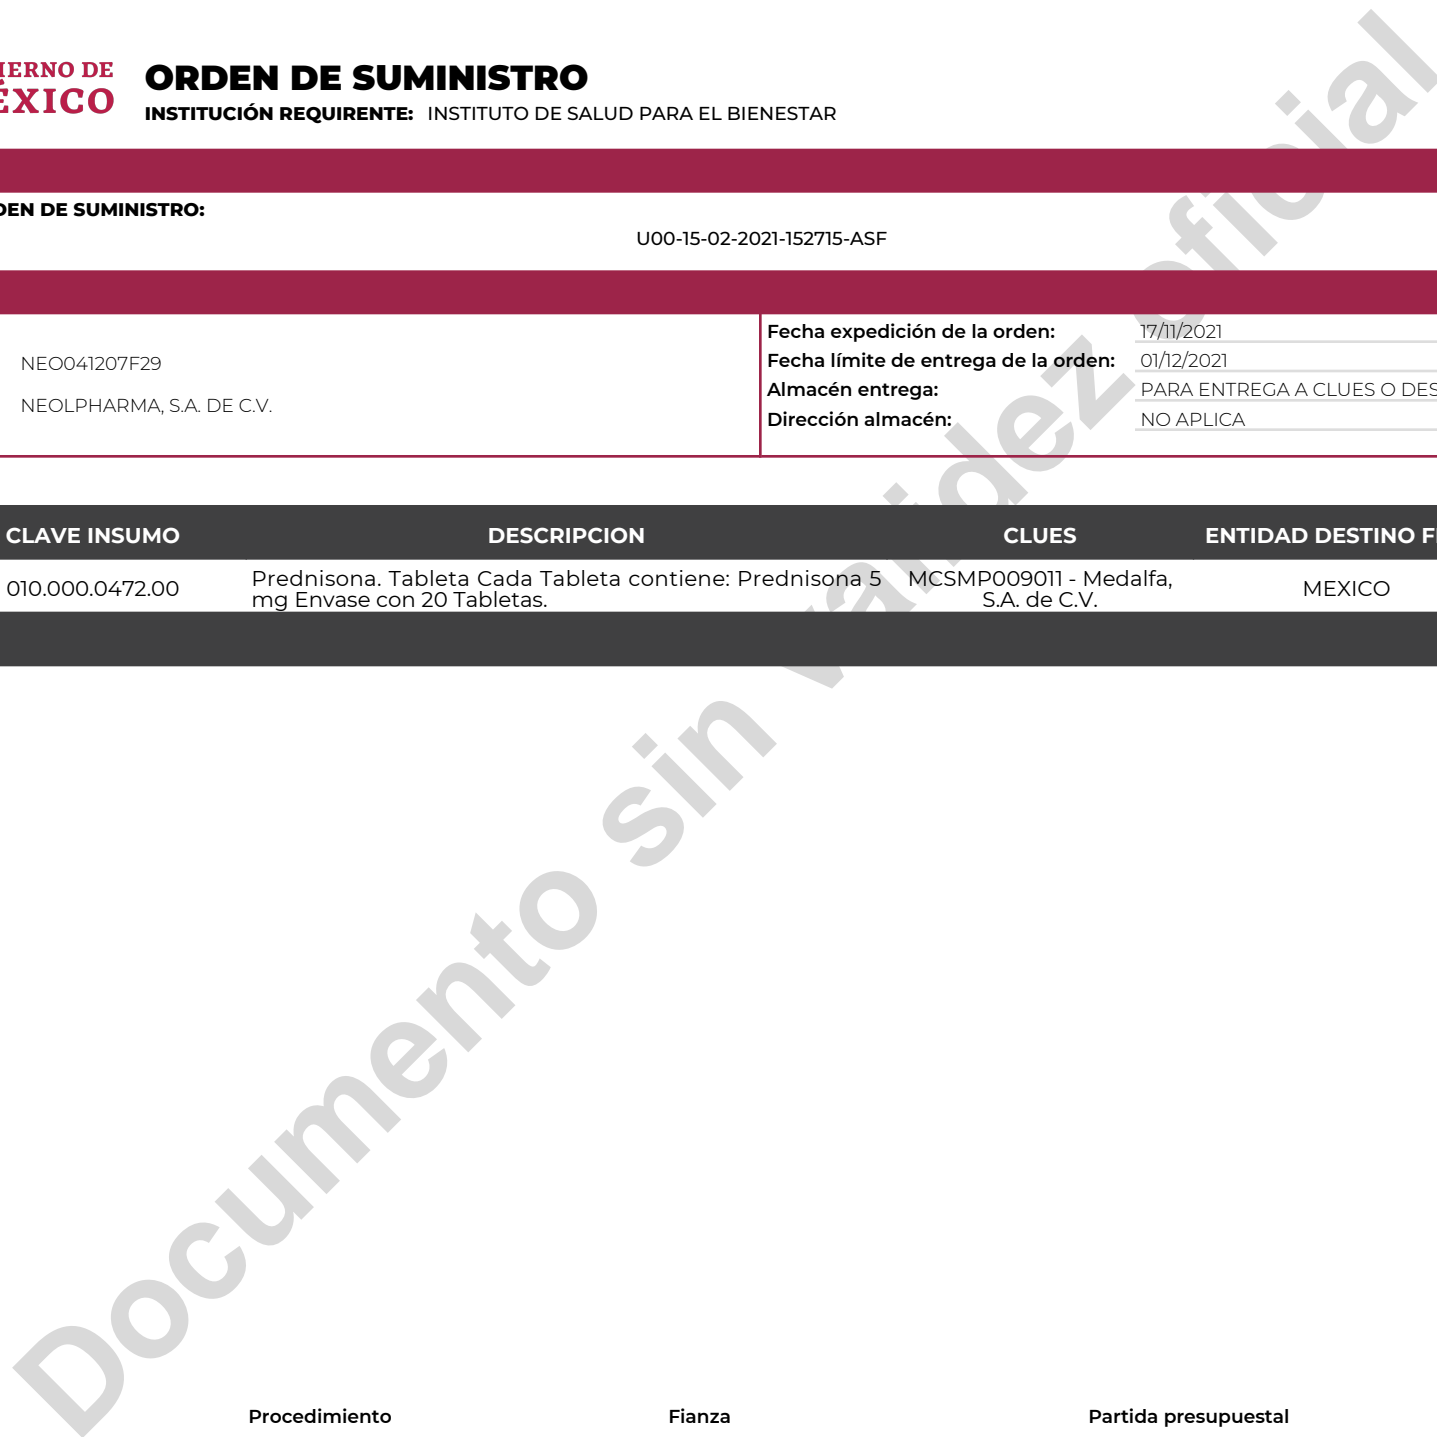 IERNO DE
ÉXICO
ORDEN DE SUMINISTRO
INSTITUCIÓN REQUIRENTE: INSTITUTO DE SALUD PARA EL BIENESTAR
DEN DE SUMINISTRO:
U00-15-02-2021-152715-ASF
NEO041207F29
NEOLPHARMA, S.A. DE C.V.
Fecha expedición de la orden: 17/11/2021
Fecha límite de entrega de la orden: 01/12/2021
Almacén entrega: PARA ENTREGA A CLUES O DES
Dirección almacén: NO APLICA
CLAVE INSUMO DESCRIPCION CLUES ENTIDAD DESTINO F
010.000.0472.00 Prednisona. Tableta Cada Tableta contiene: Prednisona 5 MCSMP009011 - Medalfa, MEXICO
mg Envase con 20 Tabletas. S.A. de C.V.
Documento sin validez oficial
Procedimiento Fianza Partida presupuestal